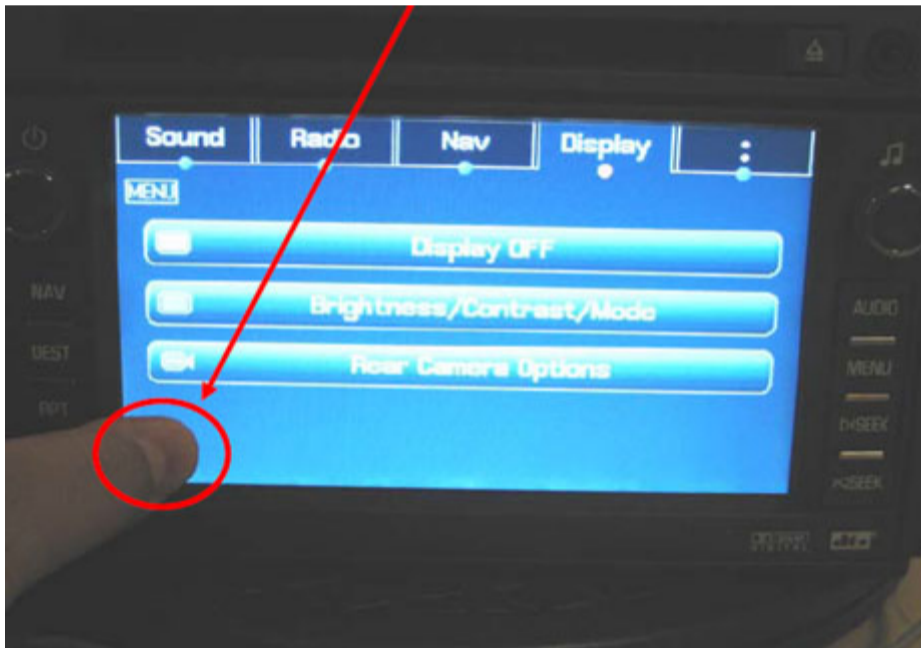 Sound Radio Nav Display
MENU
Display OFF
Brightness/Contrast/Mode
Rear Camera Options
NAV
DEST
RPT
AUDIO
MENU
SEEK
SEEK